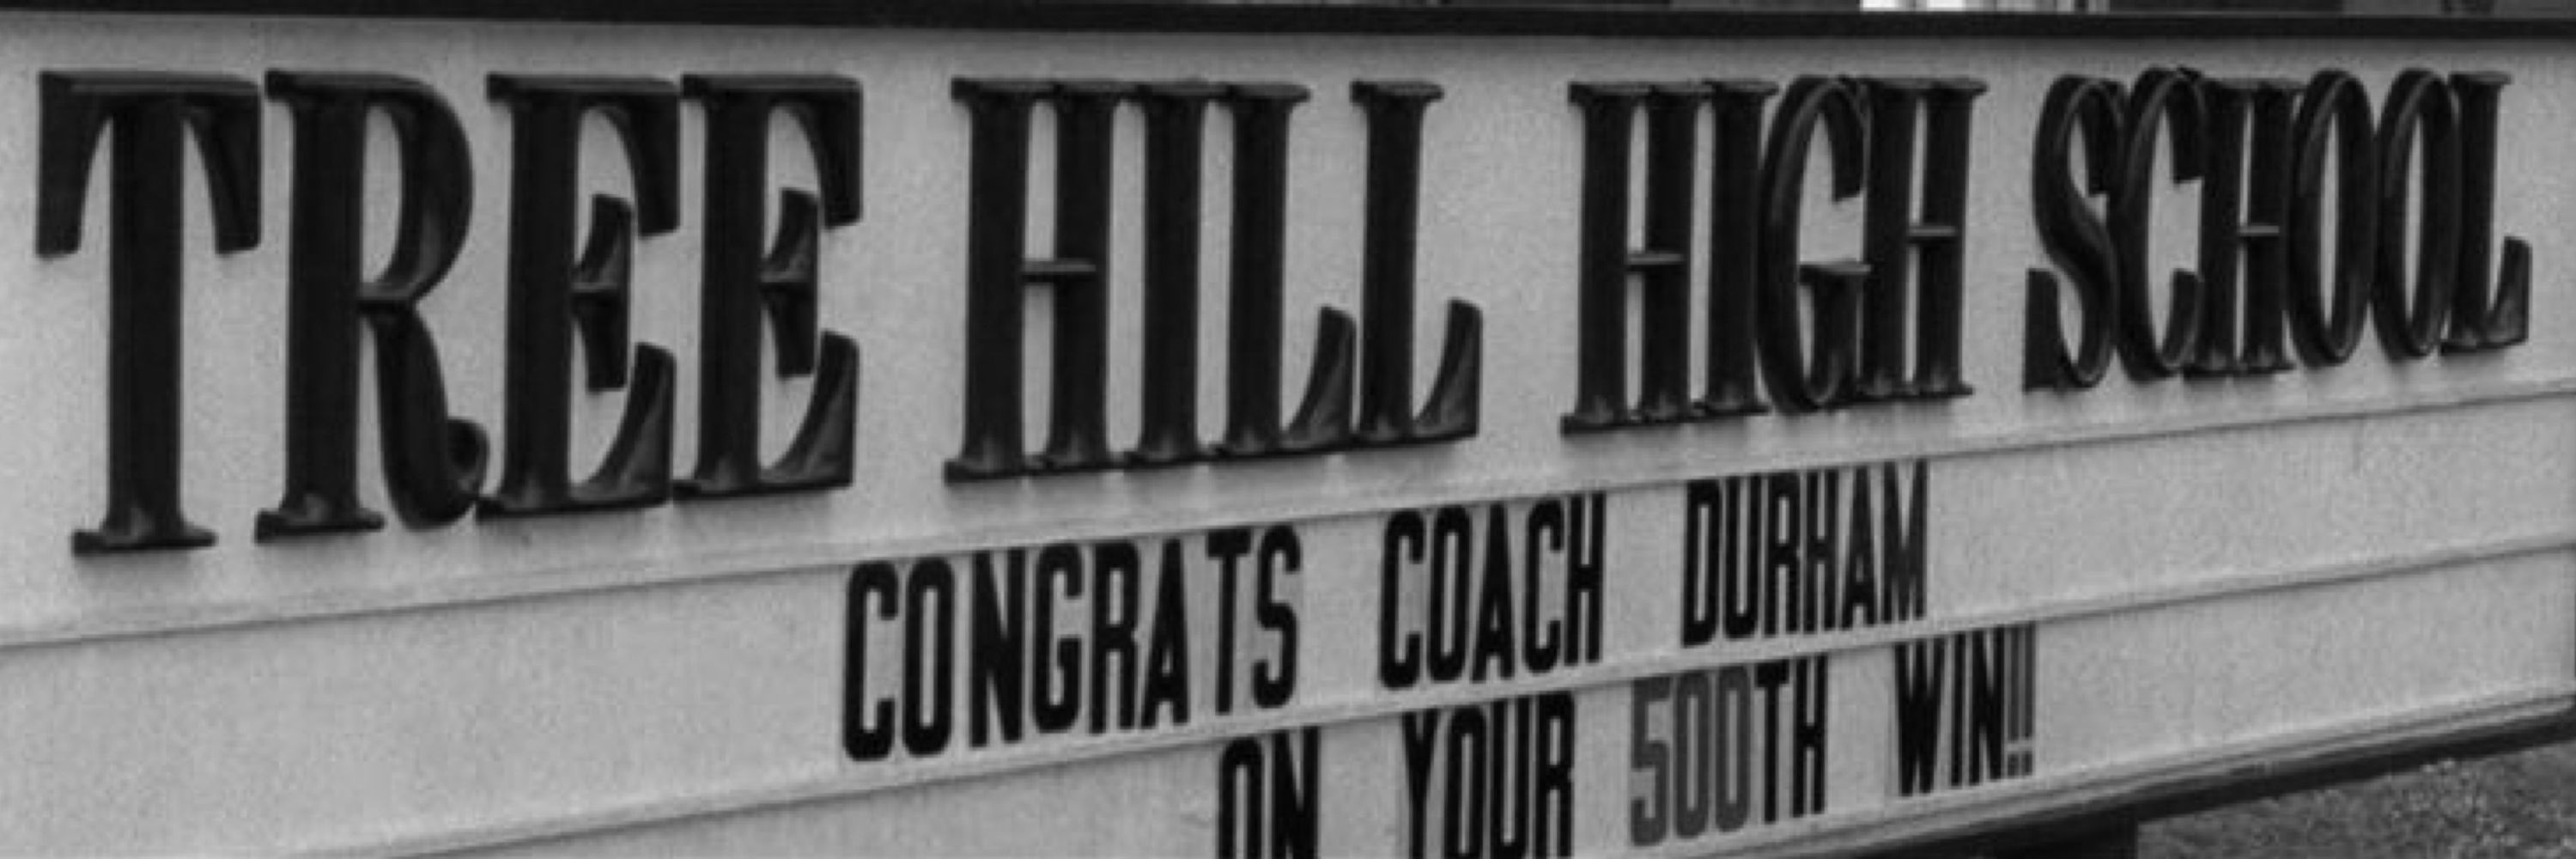 TREE HILL HIGH SCHOOL
CONGRATS COACH DURHAM
ON YOUR 500TH WIN!!